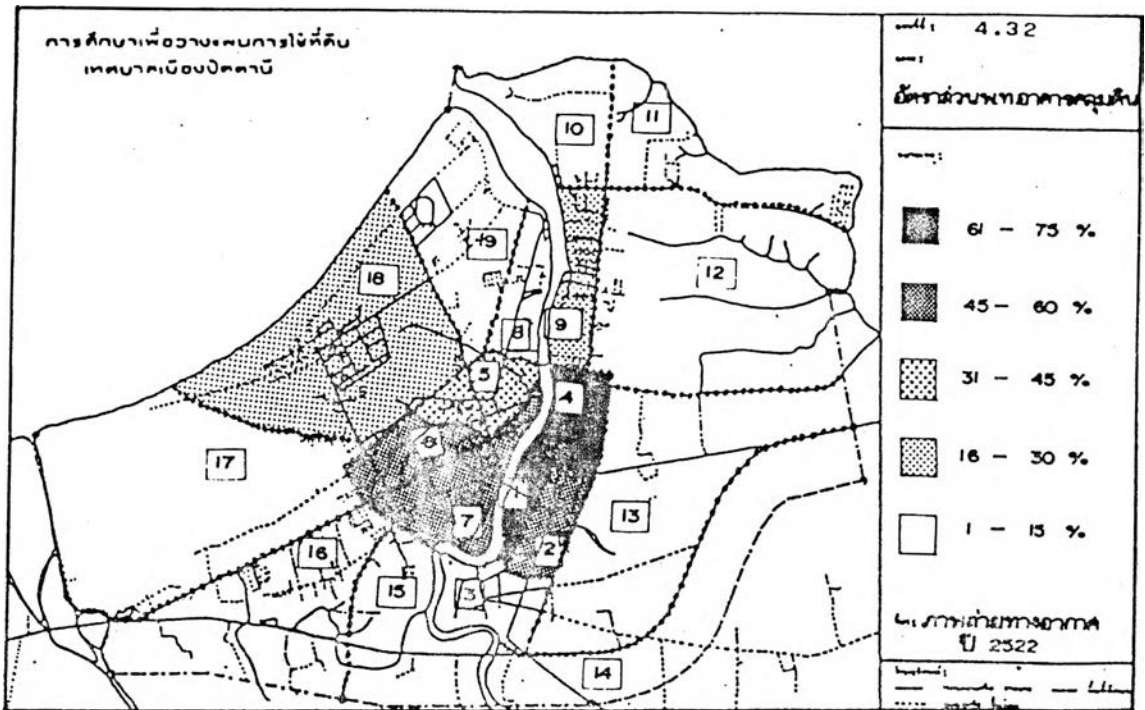 การศึกษาเพื่อวางแผนการใช้ที่ดิน
เทศบาลเมืองปัตตานี
4.32
อัตราส่วนพทอาคารคลุมดิน
61 - 75 %
45 - 60 %
31 - 45 %
16 - 30 %
1 - 15 %
ภาพถ่ายทางอากาศ
ปี 2522
10
11
19
18
12
8
9
5
4
6
17
1
7
13
2
16
15
3
14